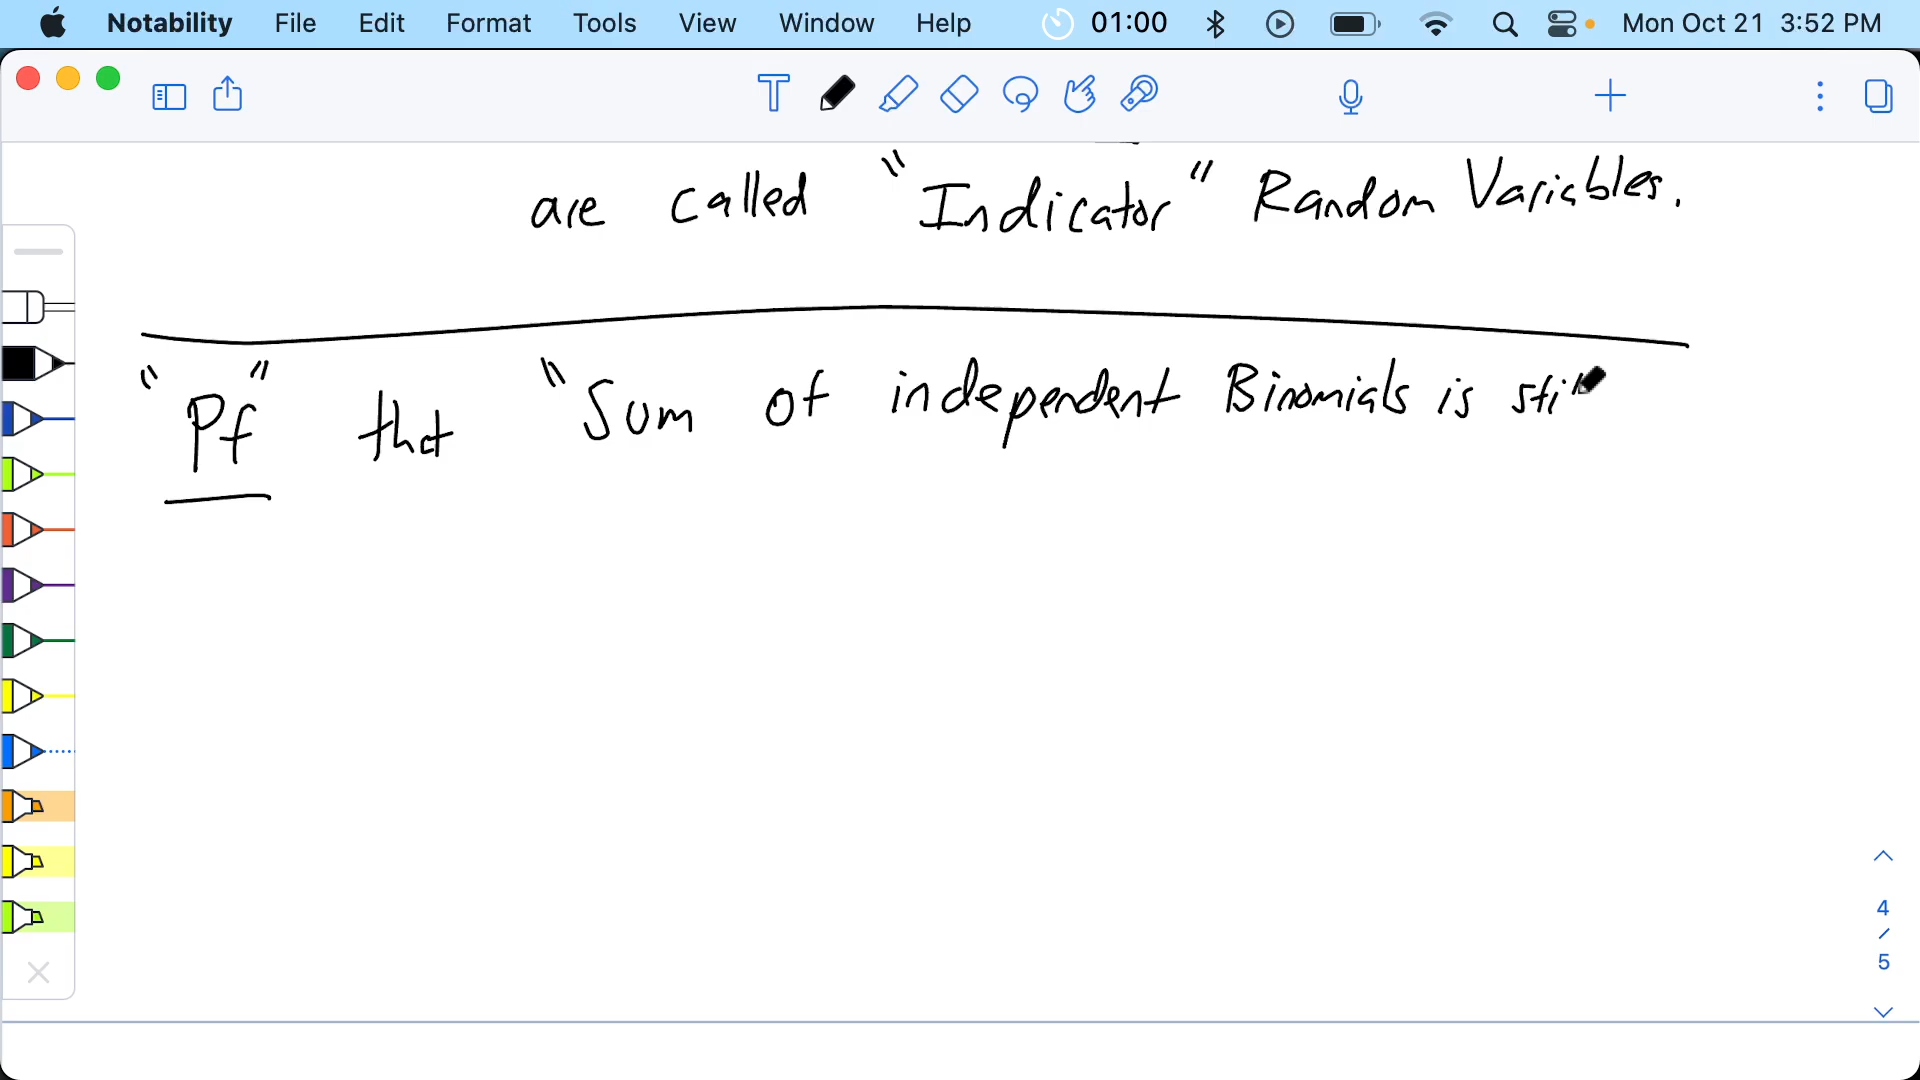 Notability File Edit Format Tools View Window Help 01:00 Mon Oct 21 3:52 PM
are called "Indicator" Random Variables.
"Pf" that "Sum of independent Binomials is sti
4
/
5